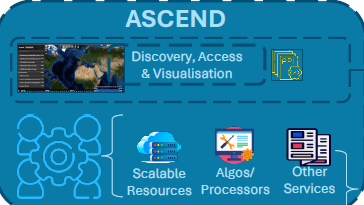 ASCEND
Discovery, Access
& Visualisation
Scalable
Resources
Algos/
Processors
Other
Services